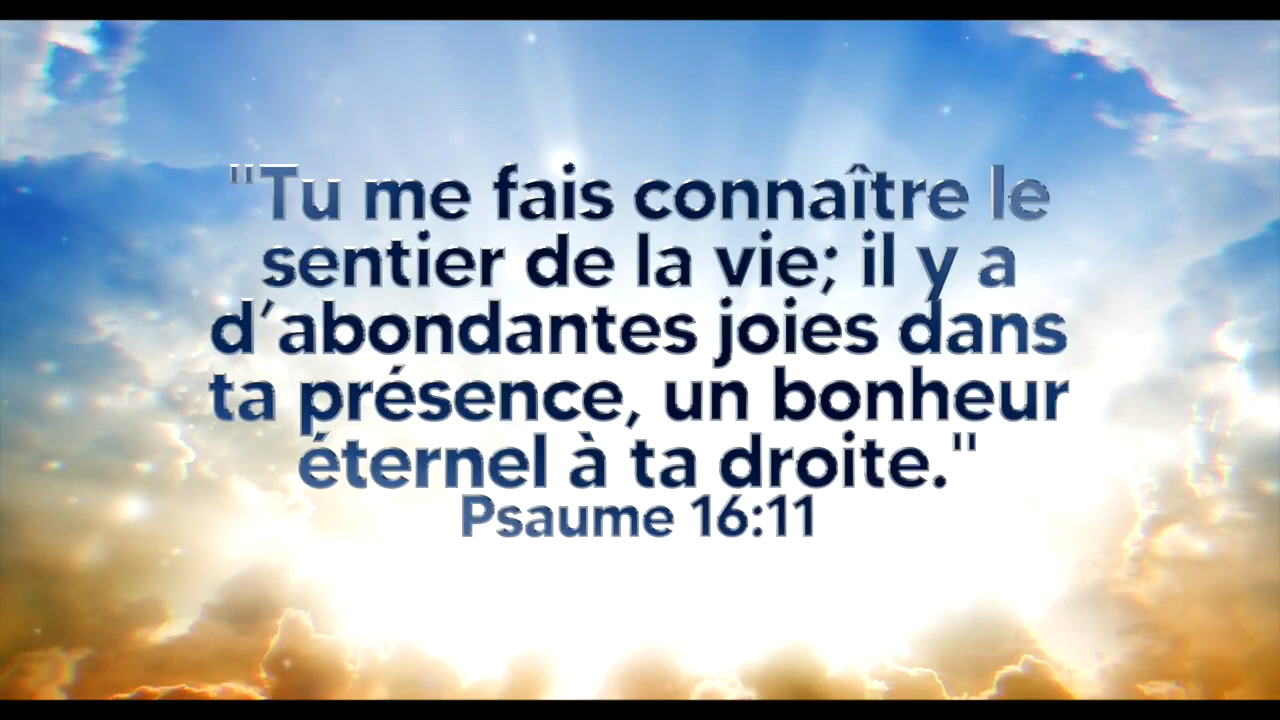 "Tu me fais connaître le
sentier de la vie; il y a
d’abondantes joies dans
ta présence, un bonheur
éternel à ta droite."
Psaume 16:11